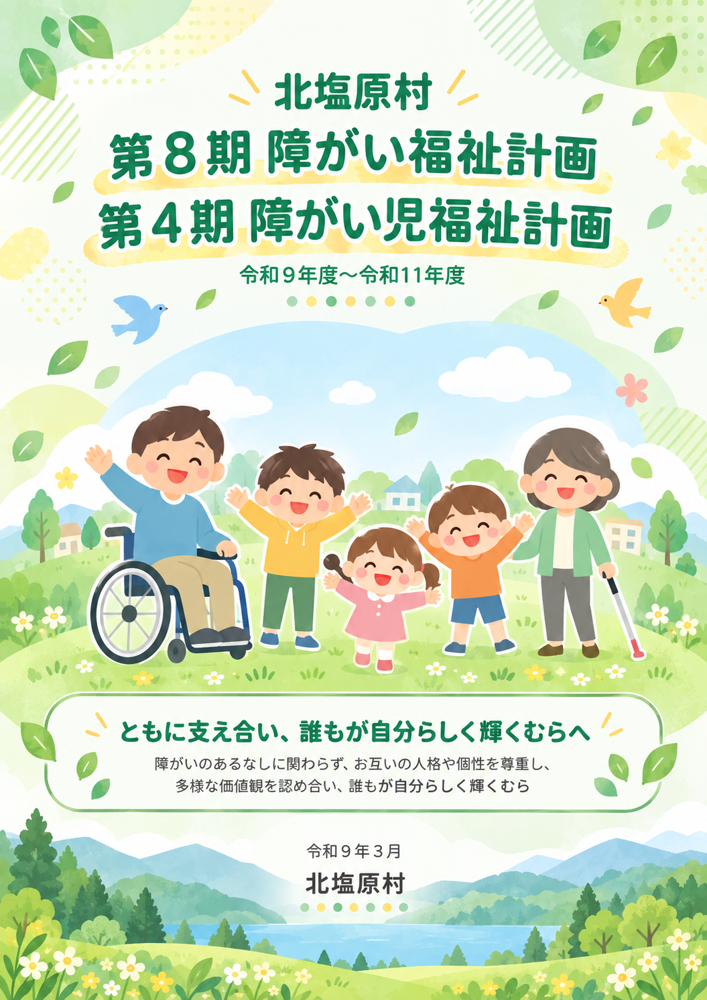 北塩原村
第8期 障がい福祉計画
第4期 障がい児福祉計画
令和9年度～令和11年度
ともに支え合い、誰もが自分らしく輝くむらへ
障がいのあるなしに関わらず、お互いの人格や個性を尊重し、
多様な価値観を認め合い、誰もが自分らしく輝くむら
令和9年3月
北塩原村